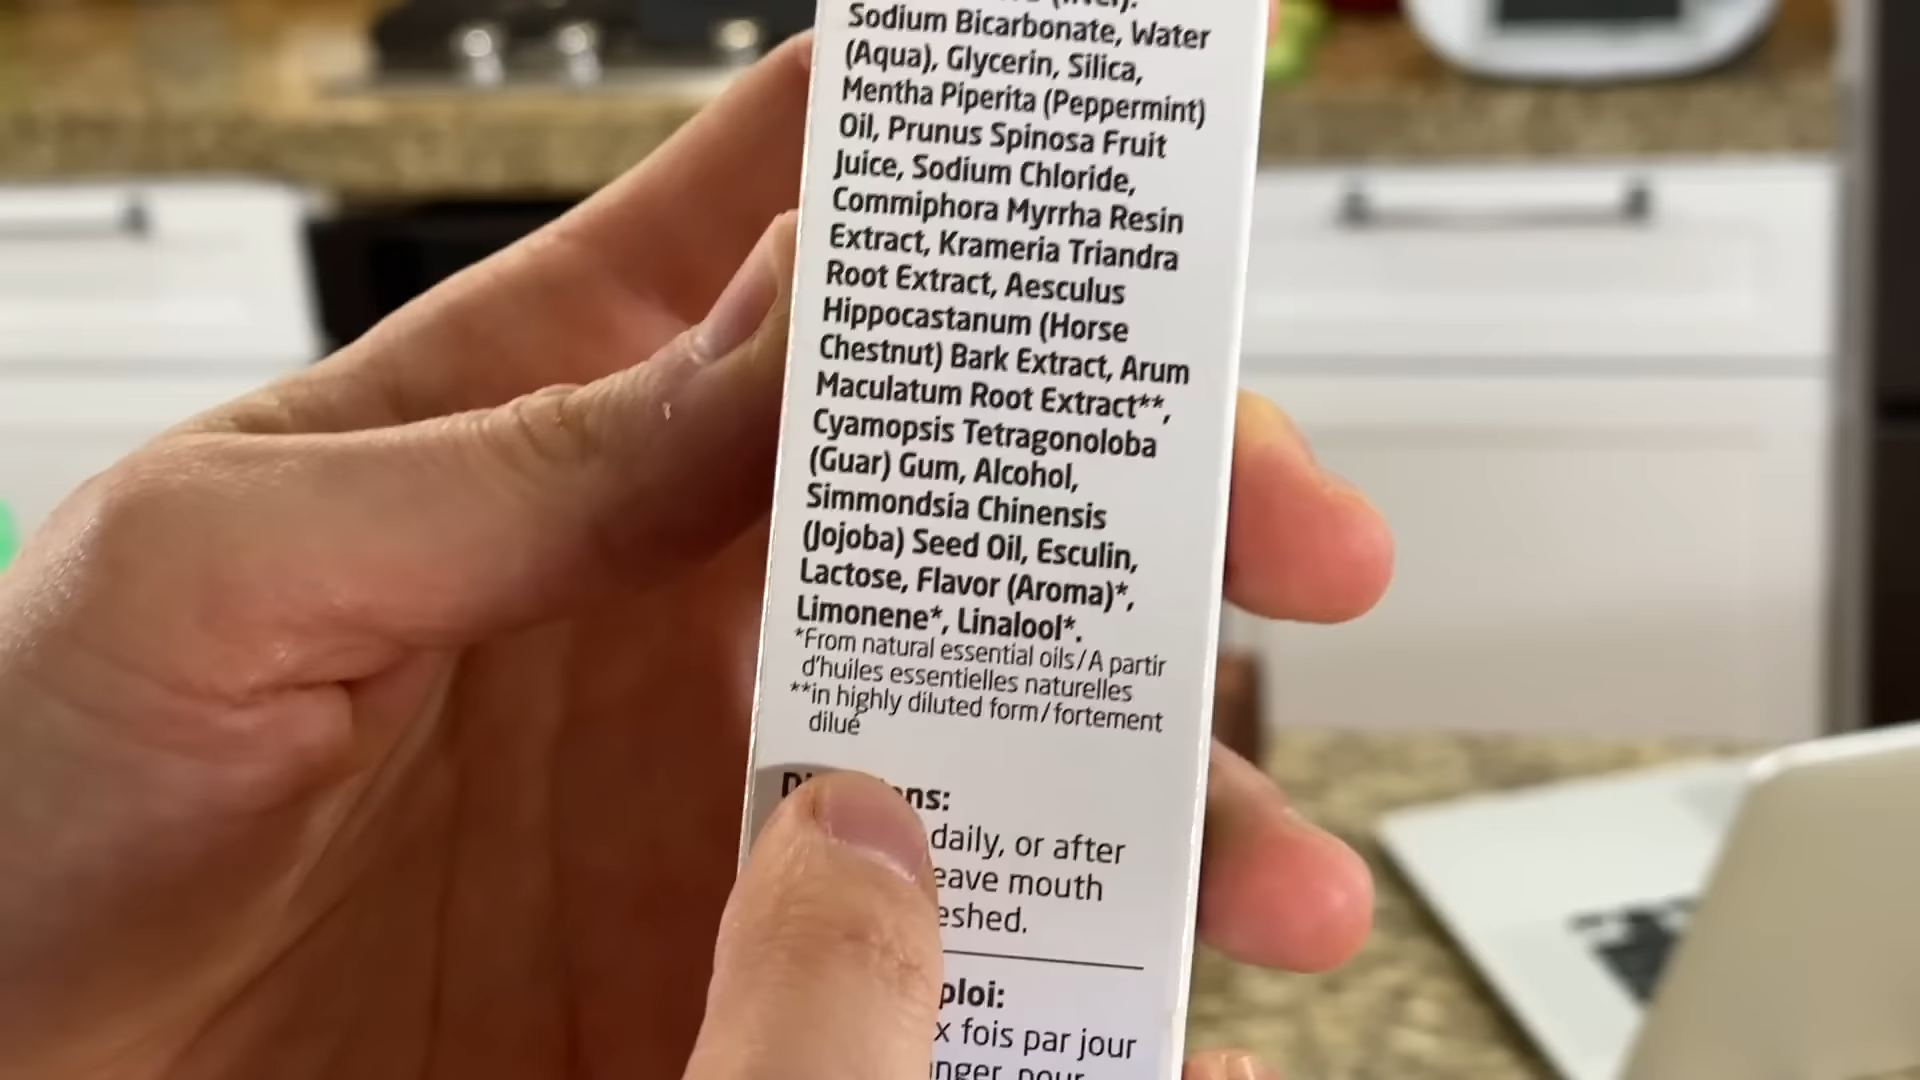 Sodium Bicarbonate, Water
(Aqua), Glycerin, Silica,
Mentha Piperita (Peppermint)
Oil, Prunus Spinosa Fruit
Juice, Sodium Chloride,
Commiphora Myrrha Resin
Extract, Krameria Triandra
Root Extract, Aesculus
Hippocastanum (Horse
Chestnut) Bark Extract, Arum
Maculatum Root Extract**,
Cyamopsis Tetragonoloba
(Guar) Gum, Alcohol,
Simmondsia Chinensis
(Jojoba) Seed Oil, Esculin,
Lactose, Flavor (Aroma)*,
Limonene*, Linalool*.
*From natural essential oils/A partir
d'huiles essentielles naturelles
**in highly diluted form/fortement
dilué
daily, or after
mouth
fois par jour